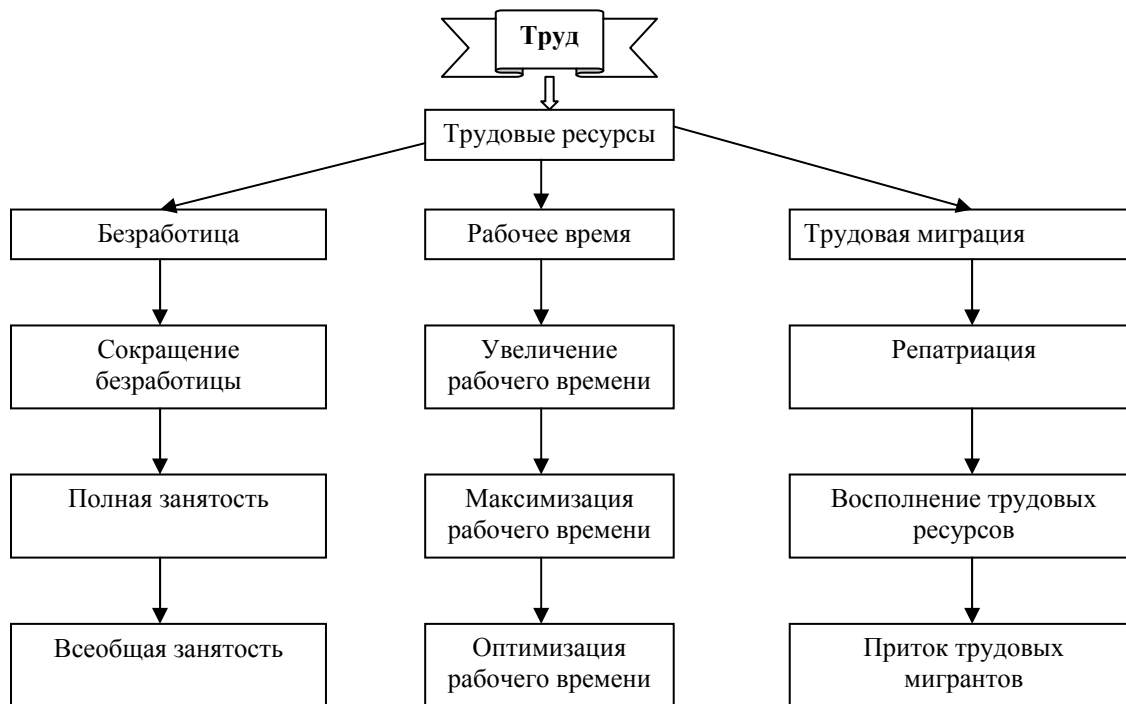 Труд
Трудовые ресурсы
Безработица
Рабочее время
Трудовая миграция
Сокращение
безработицы
Увеличение
рабочего времени
Репатриация
Полная занятость
Максимизация
рабочего времени
Восполнение трудовых
ресурсов
Всеобщая занятость
Оптимизация
рабочего времени
Приток трудовых
мигрантов